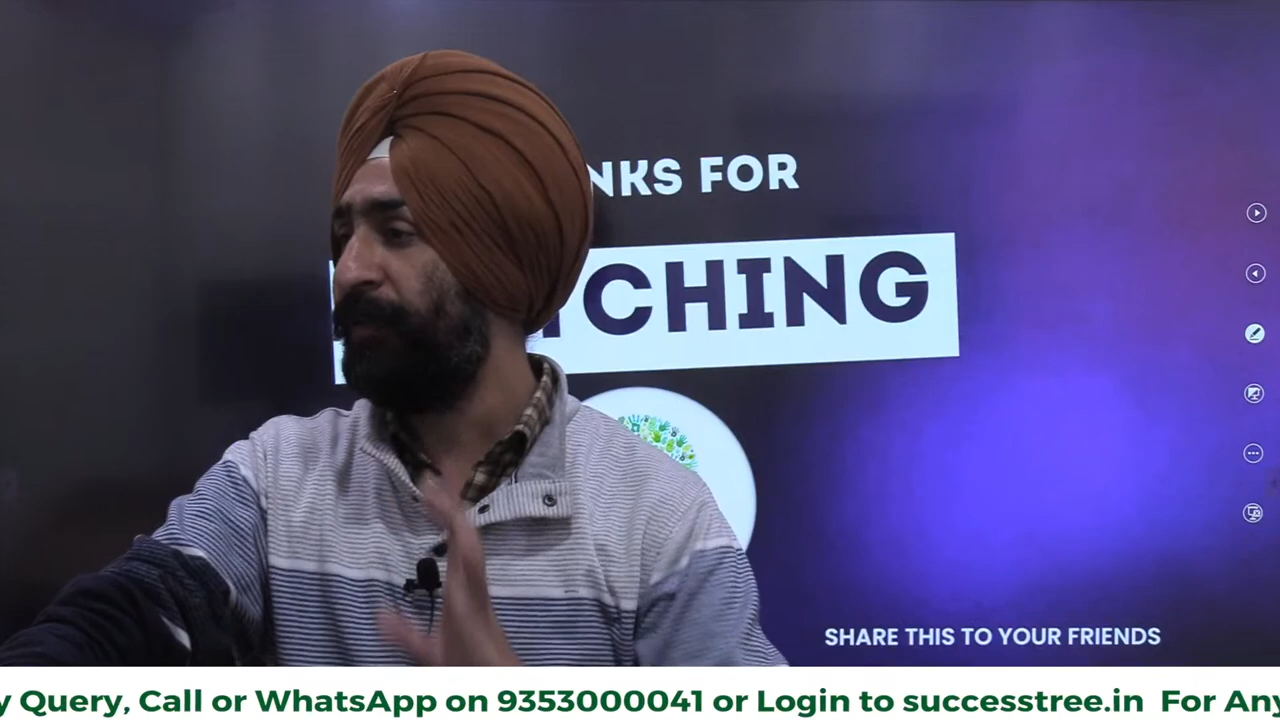 NKS FOR
CHING
SHARE THIS TO YOUR FRIENDS
y Query, Call or WhatsApp on 9353000041 or Login to successtree.in For Any